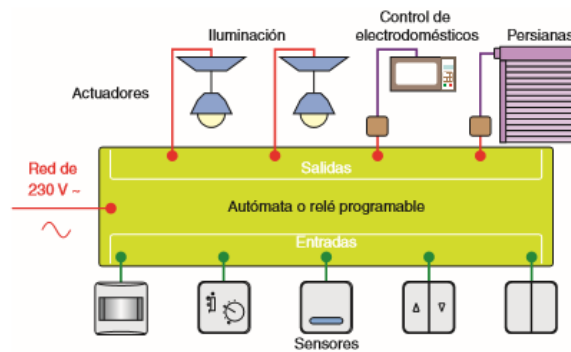 Iluminación
Control de
electrodomésticos
Persianas
Actuadores
Salidas
Red de
230 V ~
Autómata o relé programable
Entradas
Sensores